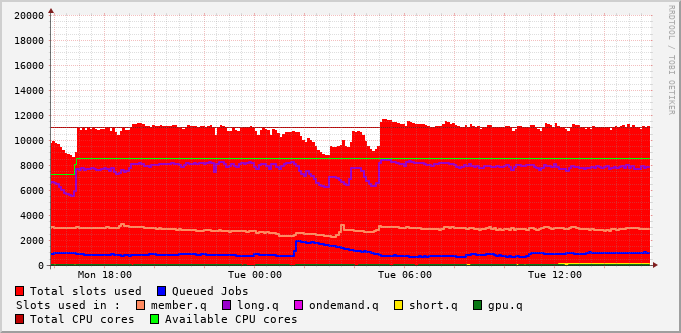 RRDTOOL / TOBI OETIKER
20000
18000
16000
14000
12000
10000
8000
6000
4000
2000
0
Mon 18:00 Tue 00:00 Tue 06:00 Tue 12:00
Total slots used Queued Jobs
Slots used in : member.q long.q ondemand.q short.q gpu.q
Total CPU cores Available CPU cores